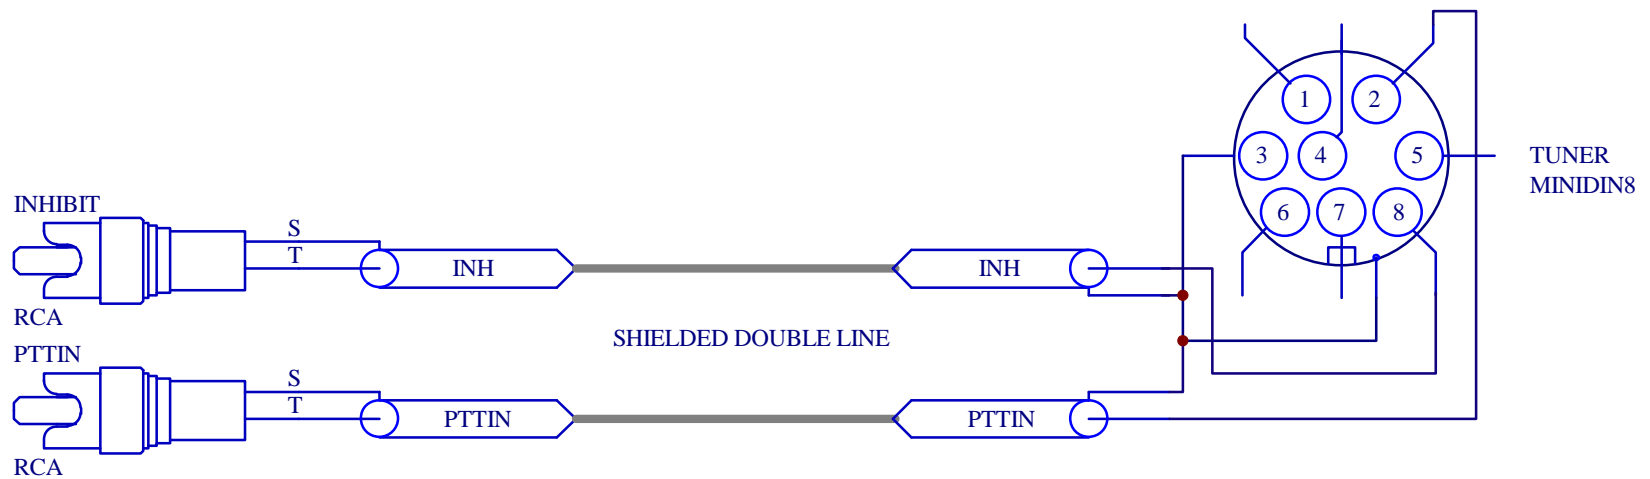 1
2
3
4
5
TUNER
MINIDIN8
6
7
8
INHIBIT
S
T
INH
INH
RCA
SHIELDED DOUBLE LINE
PTTIN
S
T
PTTIN
PTTIN
RCA